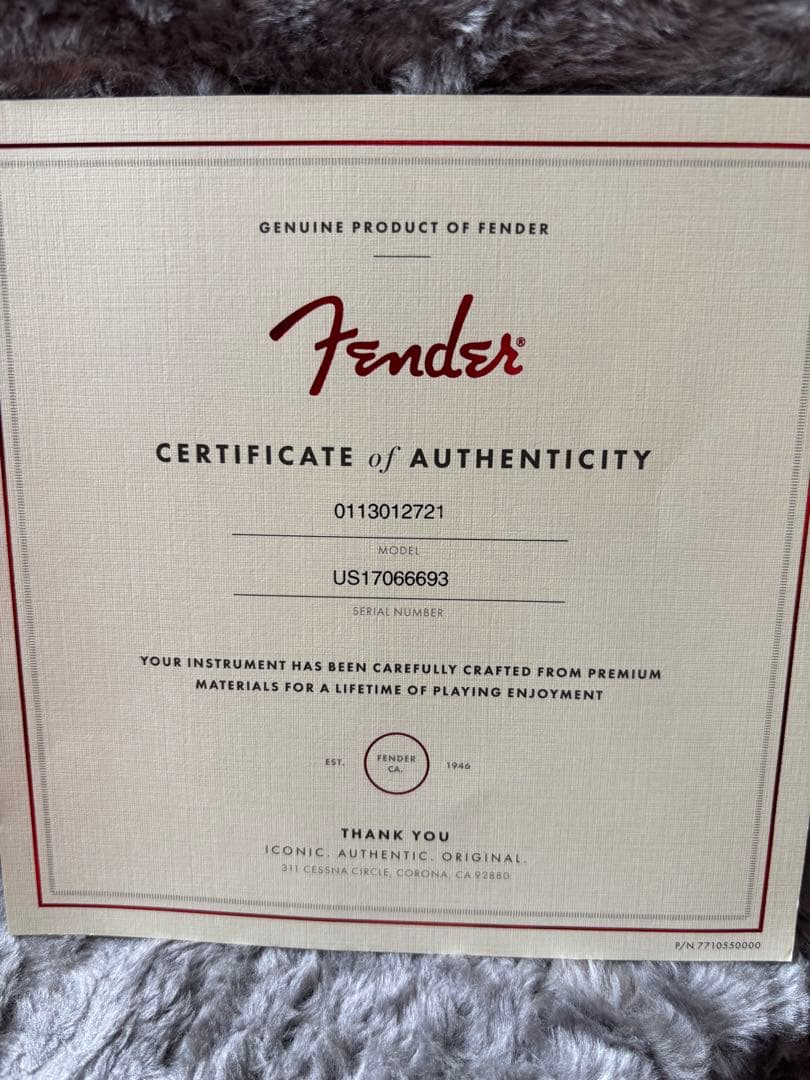 GENUINE PRODUCT OF FENDER
Fender®
CERTIFICATE of AUTHENTICITY
0113012721
MODEL
US17066693
SERIAL NUMBER
YOUR INSTRUMENT HAS BEEN CAREFULLY CRAFTED FROM PREMIUM
MATERIALS FOR A LIFETIME OF PLAYING ENJOYMENT
EST. FENDER CA. 1946
THANK YOU
ICONIC. AUTHENTIC. ORIGINAL.
311 CESSNA CIRCLE, CORONA, CA 92880
P/N 7710550000